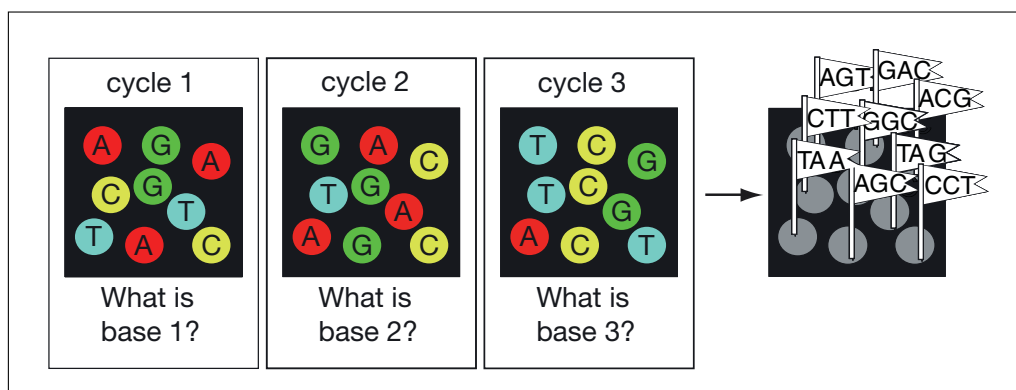 cycle 1
A G A
C G T
T A C
What is
base 1?
cycle 2
G A C
T G A
A G C
What is
base 2?
cycle 3
T C G
T C G
A C T
What is
base 3?
AGT GAC
ACG
CTT GGC
TAA TAG
AGC CCT